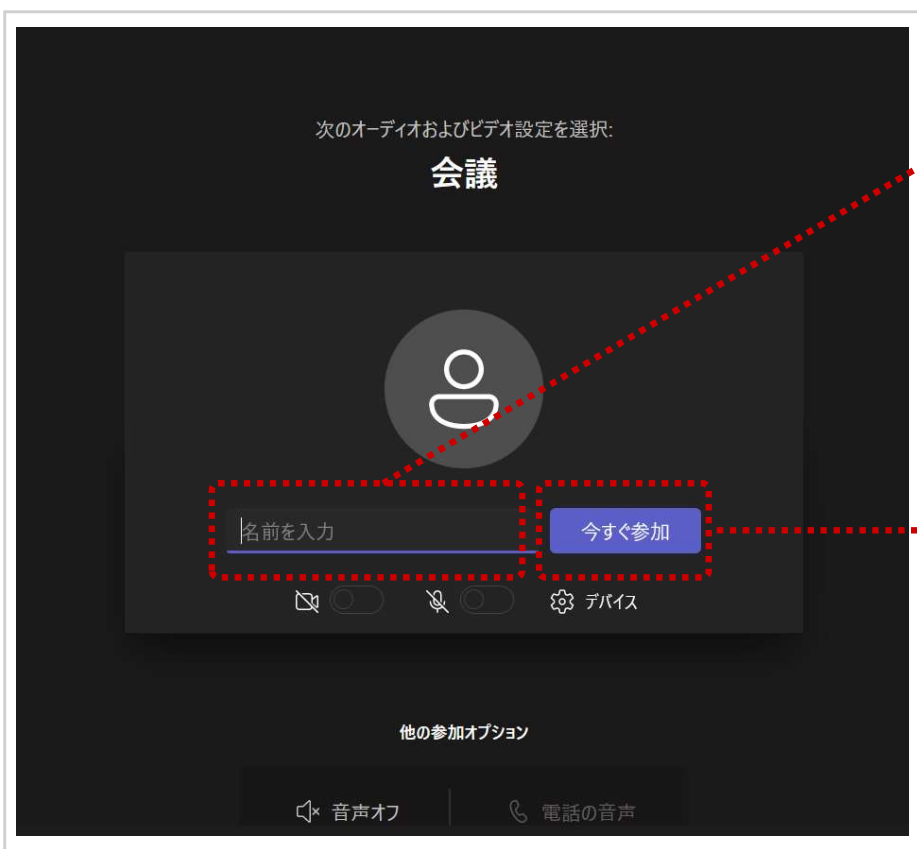 次のオーディオおよびビデオ設定を選択:
会議
名前を入力
今すぐ参加
デバイス
他の参加オプション
音声オフ
電話の音声